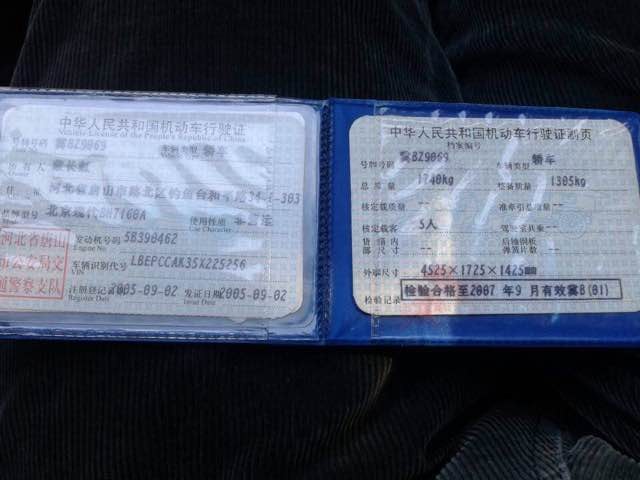 中华人民共和国机动车行驶证
Vehicle License of the People's Republic of China
号牌号码 冀BZ9069 车辆类型 轿车
有人
住 河北省唐山市路北区钓鱼台和平路34-1-303
型号 北京现代BH7160A 使用性质
Use Character
发动机号码 5B390462
Engine No
车辆识别代号 LBEPCCAK35X225256
VIN
注册登记日期 2005-09-02 发证日期 2005-09-02
Register Date Issue Date
河北省唐山
市公安局交
通警察支队
中华人民共和国机动车行驶证副页
档案编号
号牌号码 冀BZ9069 车辆类型 轿车
总质量 1740kg 整备质量 1305kg
核定载质量 -- 准牵引总质量 --
核定载客 5人 驾驶室共乘 --
货箱内 -- 后轴钢板 --
部尺寸 弹簧片数
外廓尺寸 4525×1725×1425mm
检验记录 检验合格至2007年9月有效冀B(01)